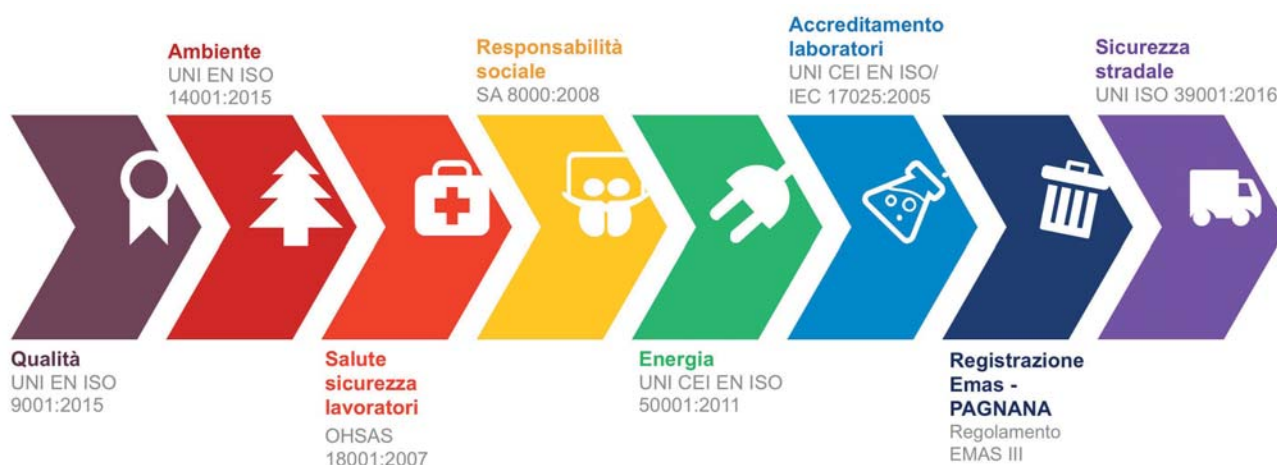 Qualità
UNI EN ISO
9001:2015
Ambiente
UNI EN ISO
14001:2015
Salute
sicurezza
lavoratori
OHSAS
18001:2007
Responsabilità
sociale
SA 8000:2008
Energia
UNI CEI EN ISO
50001:2011
Accreditamento
laboratori
UNI CEI EN ISO/
IEC 17025:2005
Registrazione
Emas -
PAGNANA
Regolamento
EMAS III
Sicurezza
stradale
UNI ISO 39001:2016